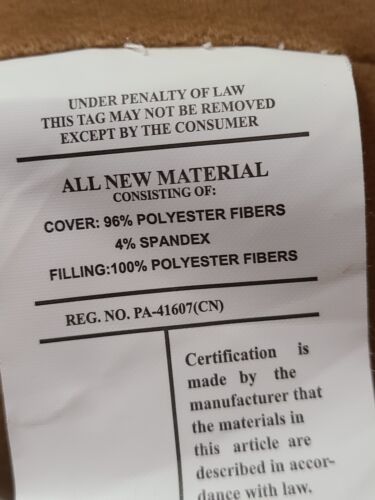 UNDER PENALTY OF LAW
THIS TAG MAY NOT BE REMOVED
EXCEPT BY THE CONSUMER
ALL NEW MATERIAL
CONSISTING OF:
COVER: 96% POLYESTER FIBERS
4% SPANDEX
FILLING:100% POLYESTER FIBERS
REG. NO. PA-41607(CN)
Certification is
made by the
manufacturer that
the materials in
this article are
described in accor-
dance with law.